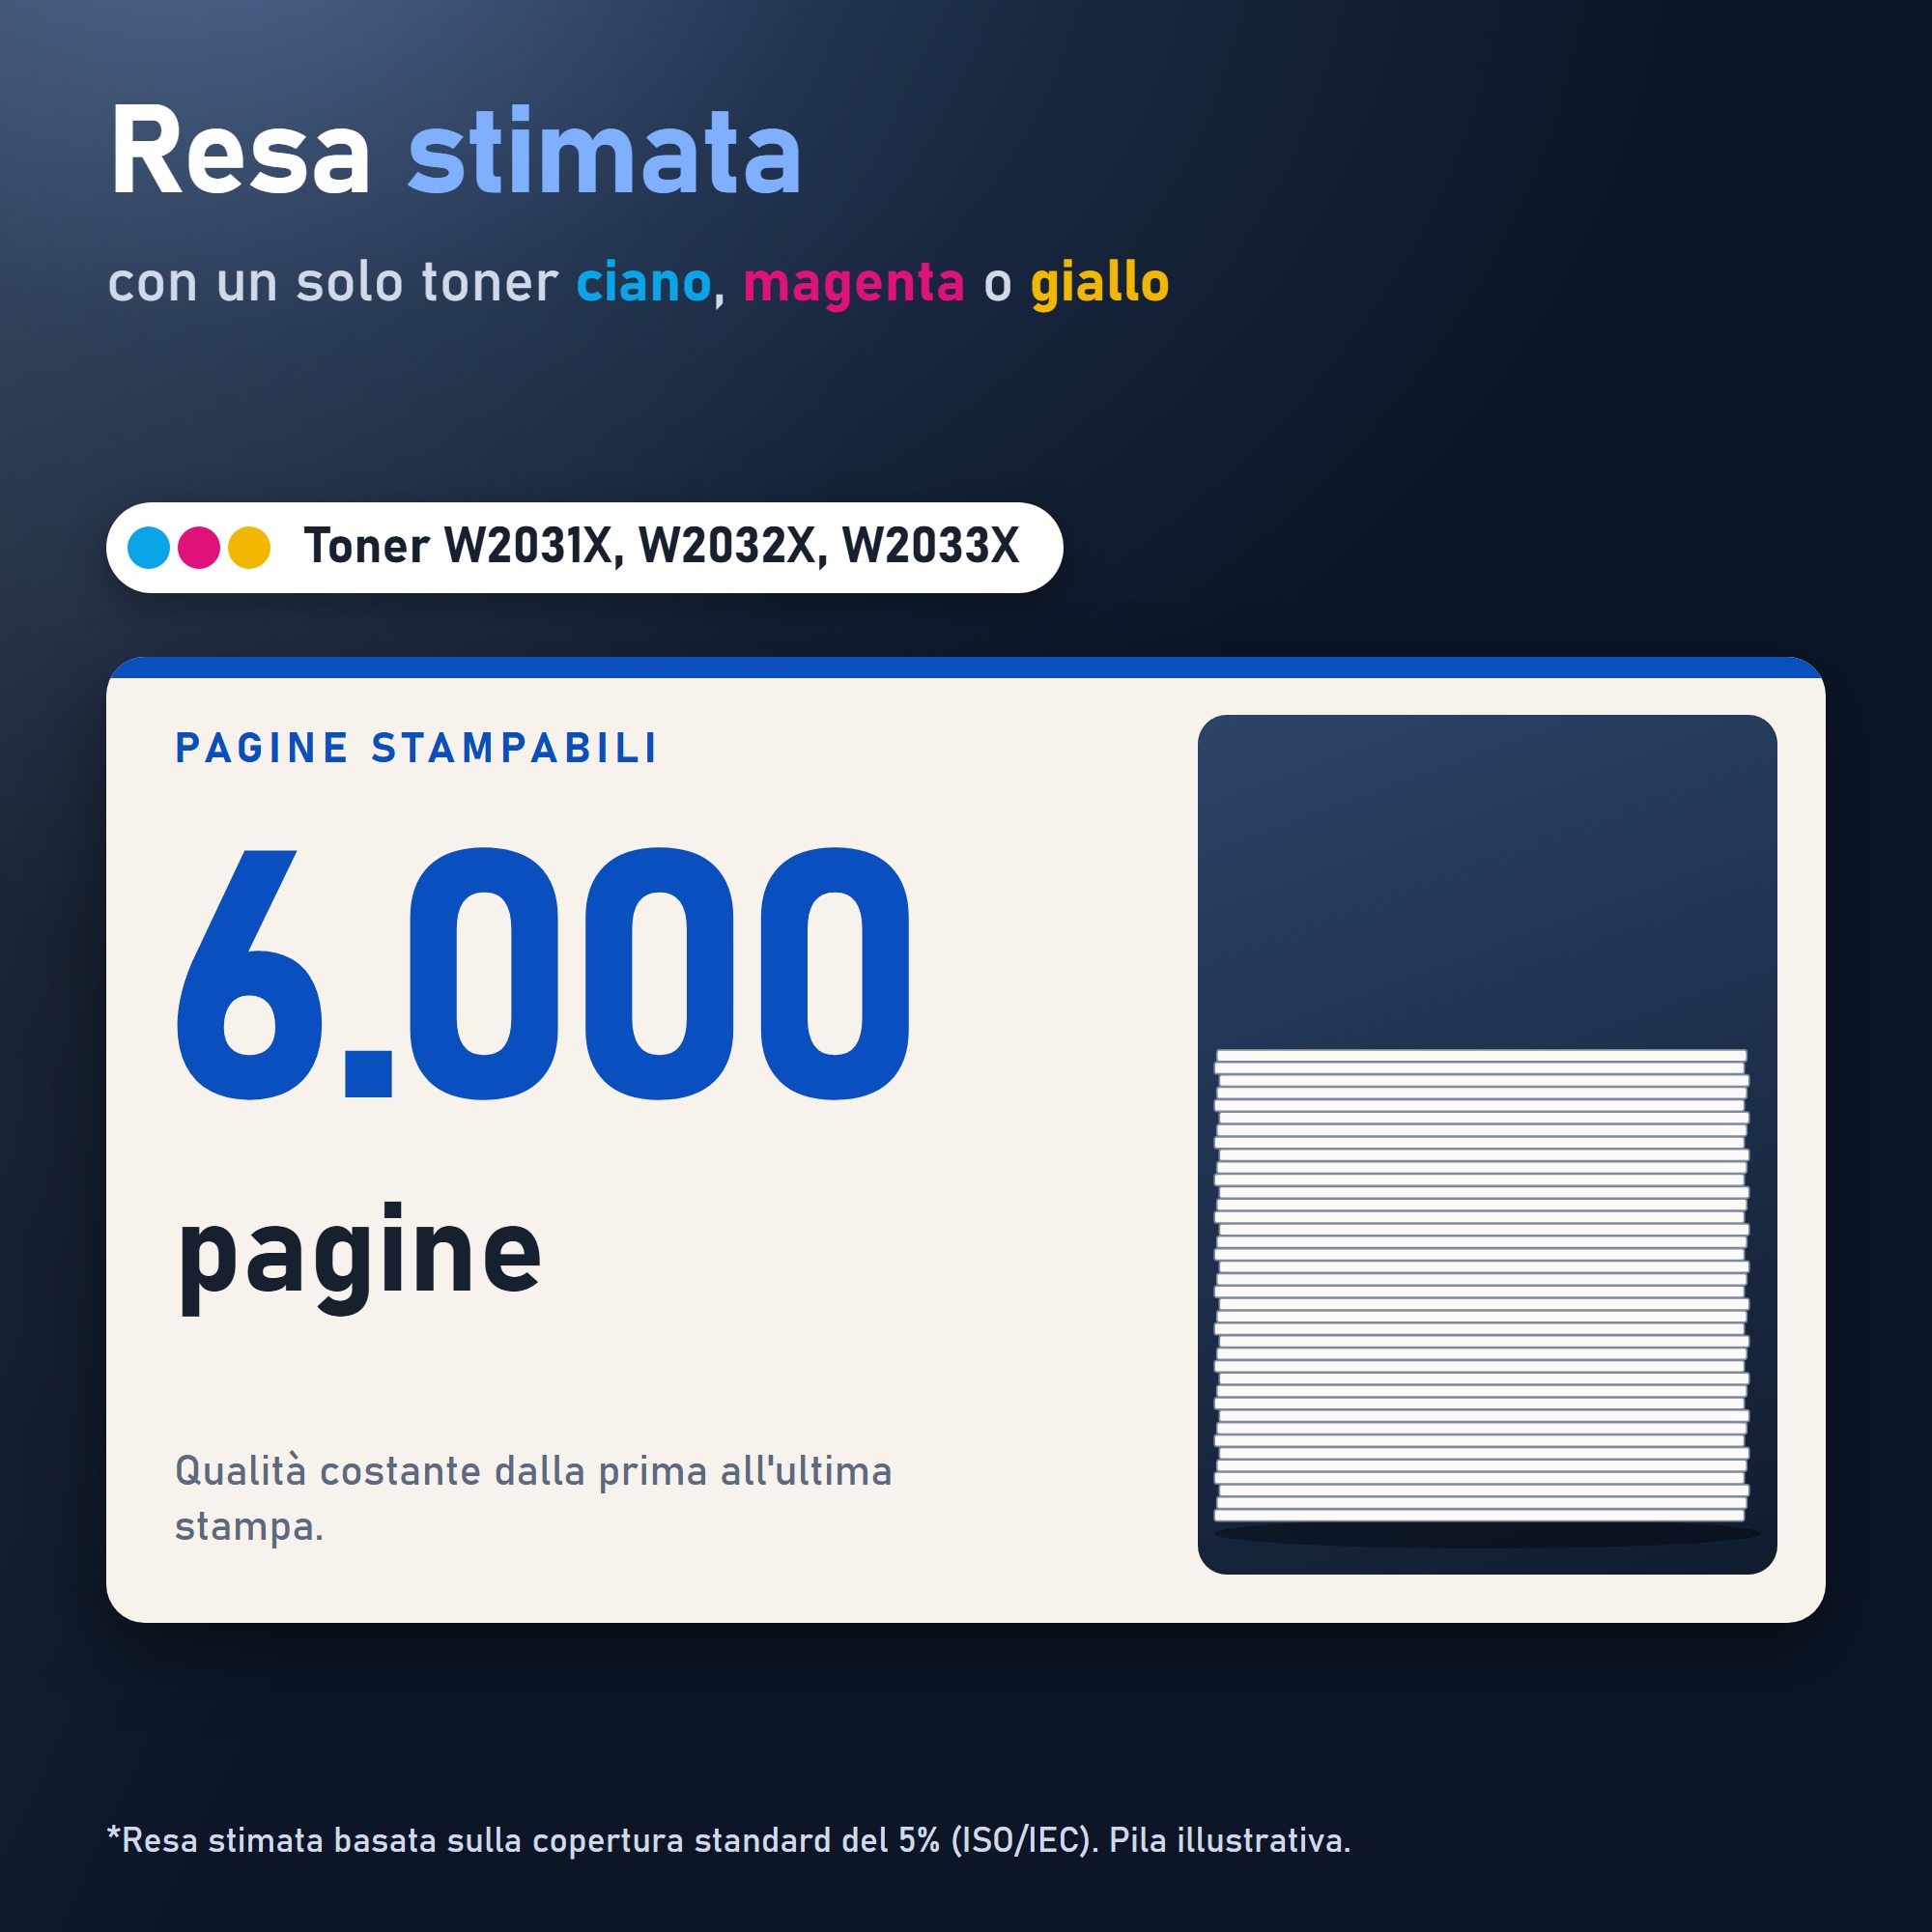 Resa stimata
con un solo toner ciano, magenta o giallo
Toner W2031X, W2032X, W2033X
PAGINE STAMPABILI
6.000
pagine
Qualità costante dalla prima all'ultima
stampa.
*Resa stimata basata sulla copertura standard del 5% (ISO/IEC). Pila illustrativa.